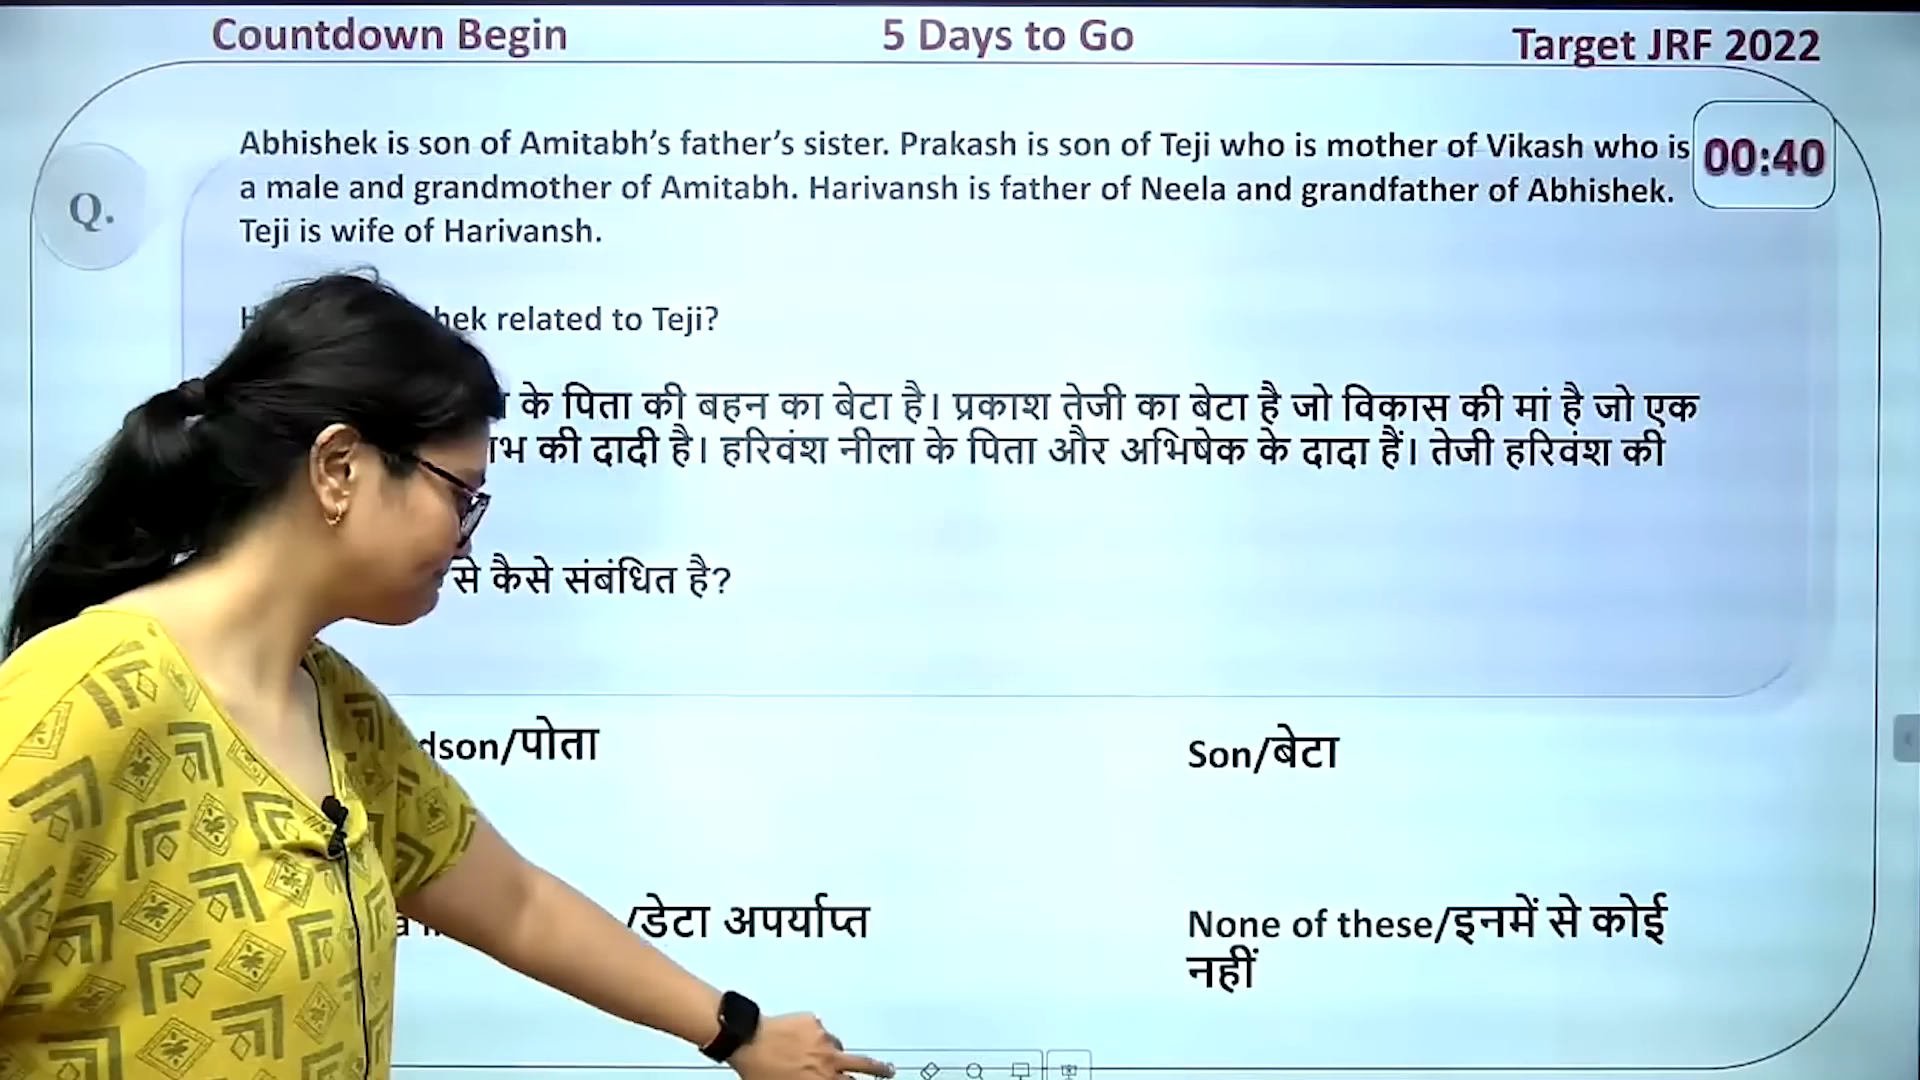 Countdown Begin
5 Days to Go
Target JRF 2022
Q.
Abhishek is son of Amitabh's father's sister. Prakash is son of Teji who is mother of Vikash who is
00:40
a male and grandmother of Amitabh. Harivansh is father of Neela and grandfather of Abhishek.
Teji is wife of Harivansh.
related to Teji?
के पिता की बहन का बेटा है। प्रकाश तेजी का बेटा है जो विकास की मां है जो एक
की दादी है। हरिवंश नीला के पिता और अभिषेक के दादा हैं। तेजी हरिवंश की
से कैसे संबंधित है?
/पोता
Son/बेटा
/डेटा अपर्याप्त
None of these/इनमें से कोई
नहीं